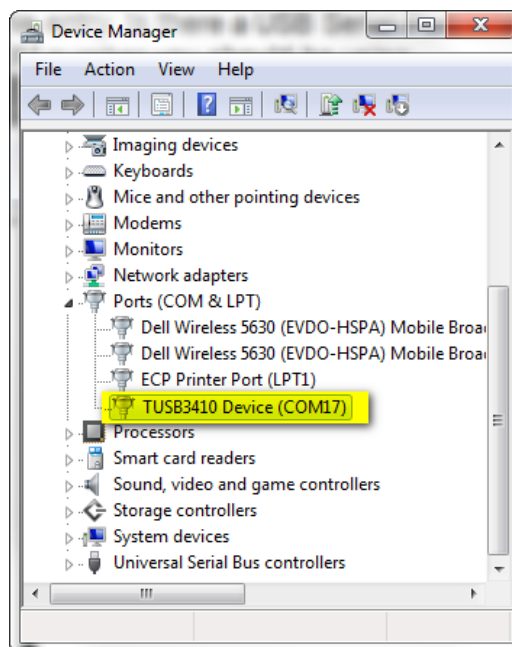 Device Manager
File Action View Help
Imaging devices
Keyboards
Mice and other pointing devices
Modems
Monitors
Network adapters
Ports (COM & LPT)
Dell Wireless 5630 (EVDO-HSPA) Mobile Broa
Dell Wireless 5630 (EVDO-HSPA) Mobile Broa
ECP Printer Port (LPT1)
TUSB3410 Device (COM17)
Processors
Smart card readers
Sound, video and game controllers
Storage controllers
System devices
Universal Serial Bus controllers